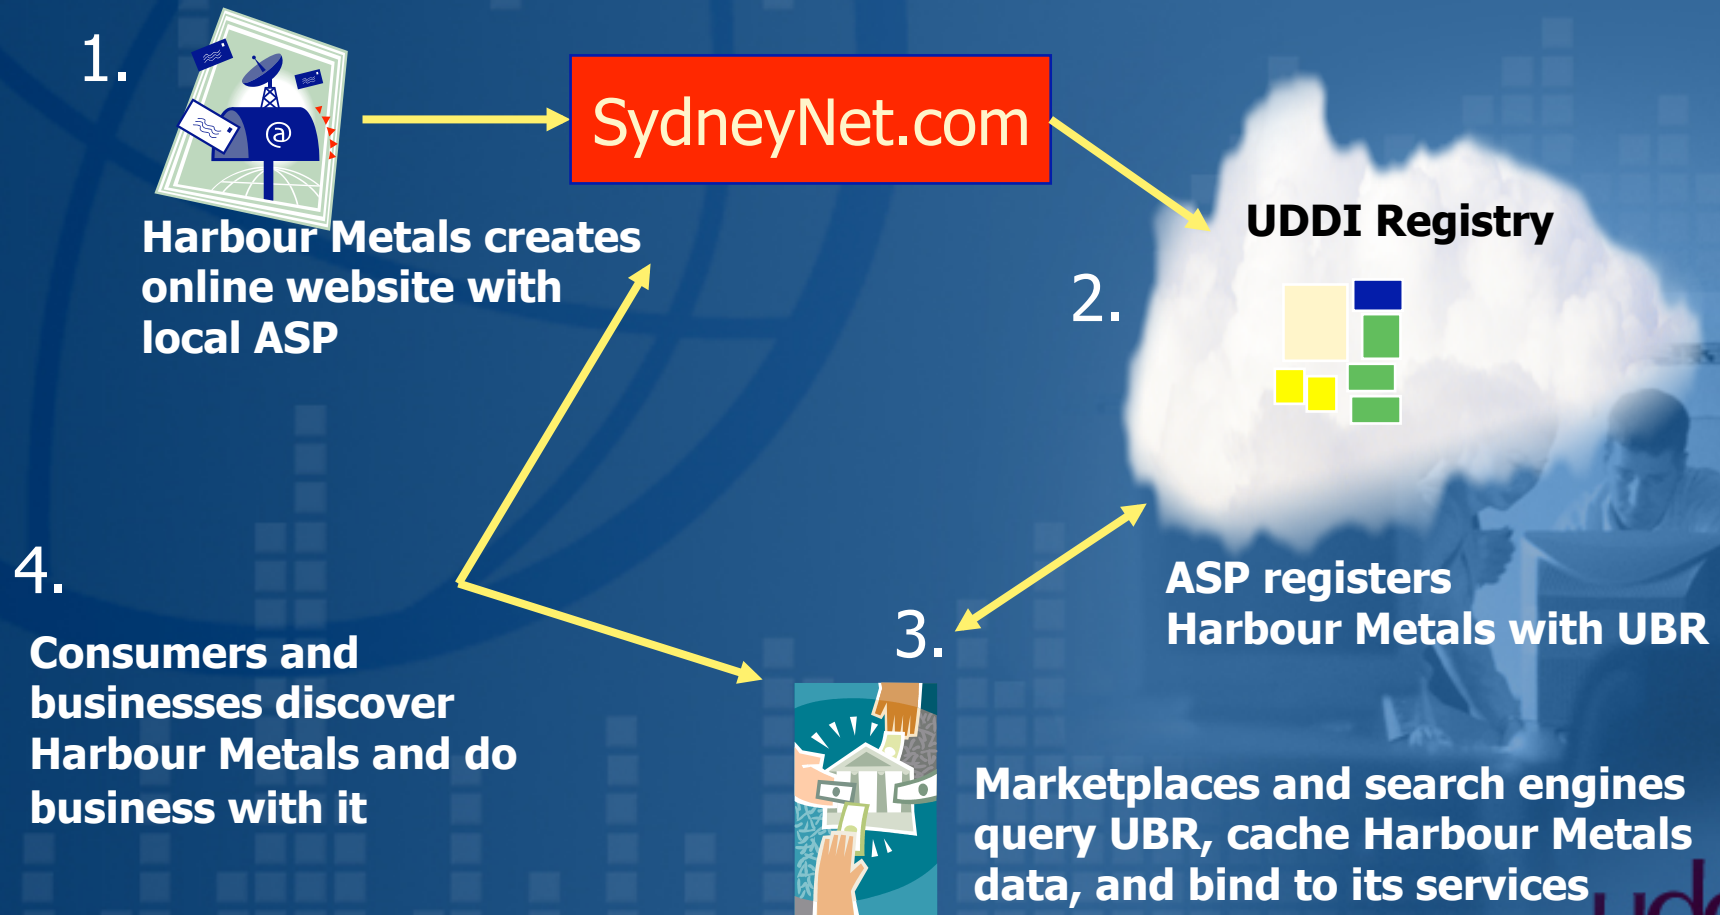 1.
@
SydneyNet.com
Harbour Metals creates
online website with
local ASP
UDDI Registry
2.
ASP registers
Harbour Metals with UBR
3.
Marketplaces and search engines
query UBR, cache Harbour Metals
data, and bind to its services
4.
Consumers and
businesses discover
Harbour Metals and do
business with it